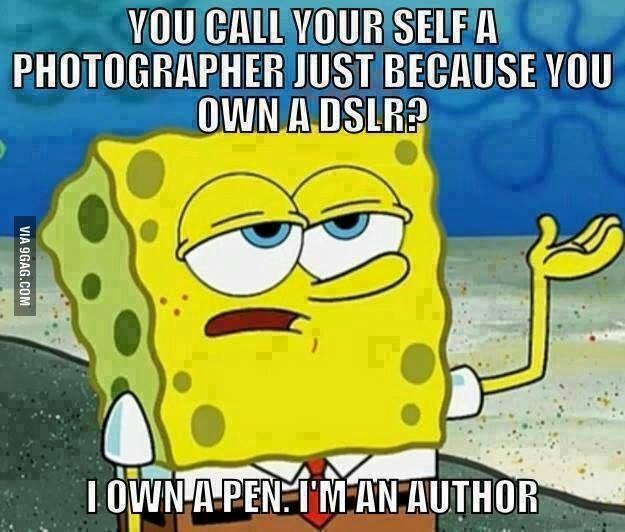 YOU CALL YOUR SELF A
PHOTOGRAPHER JUST BECAUSE YOU
OWN A DSLR?
VIA 9GAG.COM
I OWN A PEN. I'M AN AUTHOR